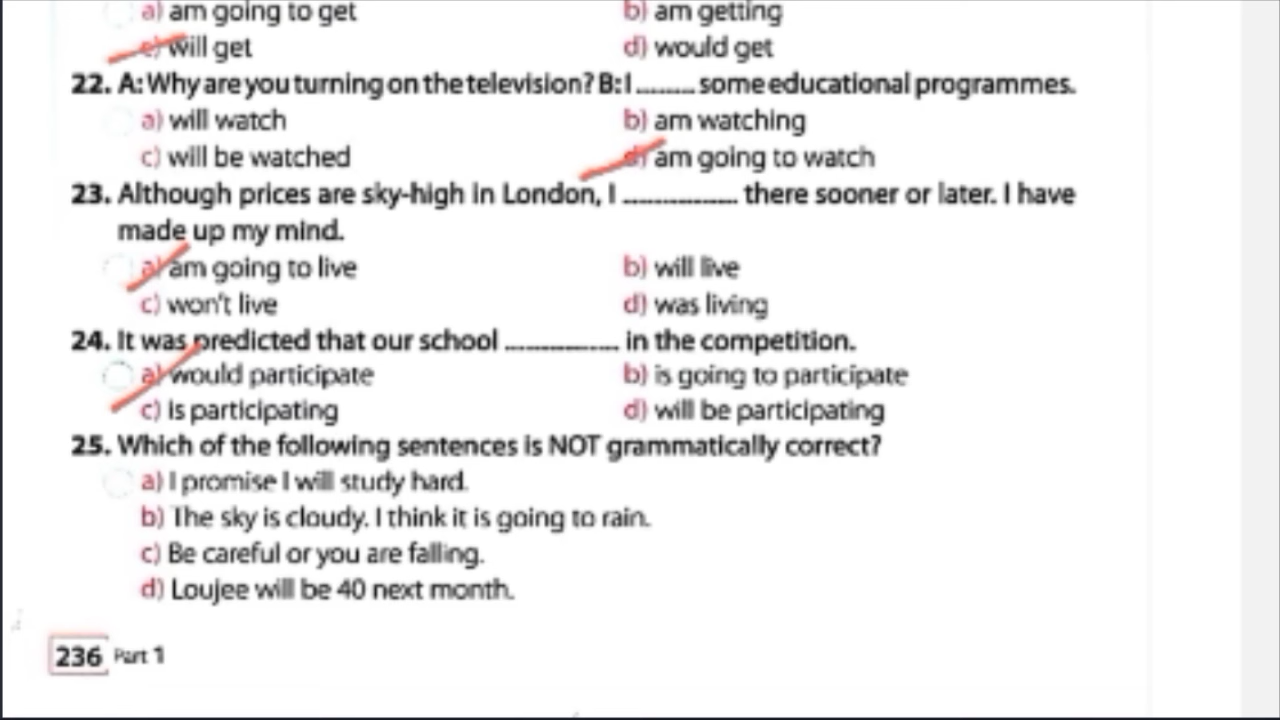 a) am going to get b) am getting
c) will get d) would get
22. A: Why are you turning on the television? B: I ........ some educational programmes.
a) will watch b) am watching
c) will be watched d) am going to watch
23. Although prices are sky-high in London, I ................ there sooner or later. I have
made up my mind.
a) am going to live b) will live
c) won't live d) was living
24. It was predicted that our school ................ in the competition.
a) would participate b) is going to participate
c) is participating d) will be participating
25. Which of the following sentences is NOT grammatically correct?
a) I promise I will study hard.
b) The sky is cloudy. I think it is going to rain.
c) Be careful or you are falling.
d) Loujee will be 40 next month.
236 Part 1